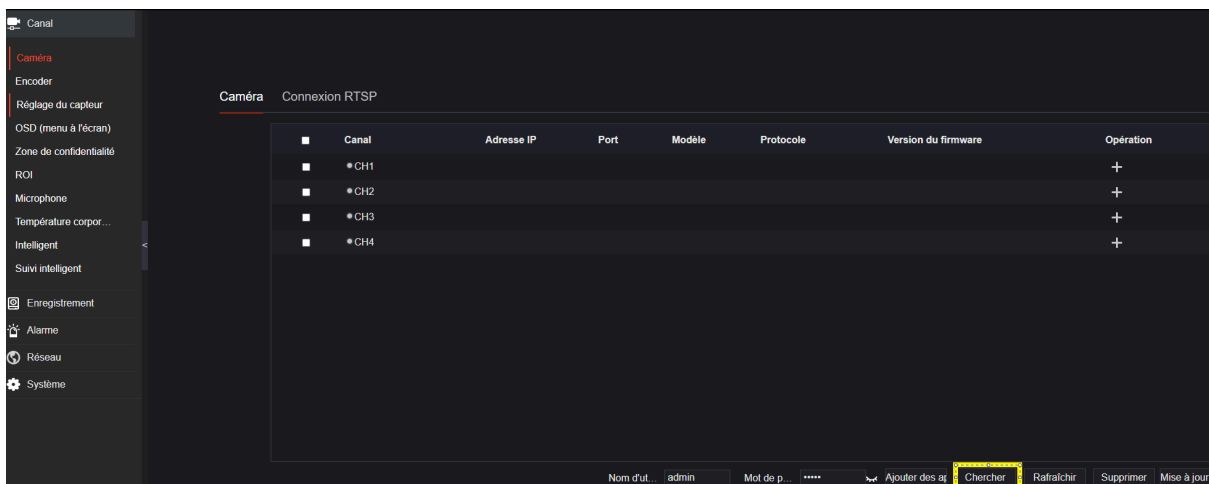 Canal
Caméra
Encoder
Réglage du capteur
OSD (menu à l'écran)
Zone de confidentialité
ROI
Microphone
Température corpor...
Intelligent
Suivi intelligent
Enregistrement
Alarme
Réseau
Système
<
Caméra Connexion RTSP
Canal Adresse IP Port Modèle Protocole Version du firmware Opération
CH1 +
CH2 +
CH3 +
CH4 +
Nom d'ut... admin Mot de p... ••••• Ajouter des ap Chercher Rafraîchir Supprimer Mise à jour